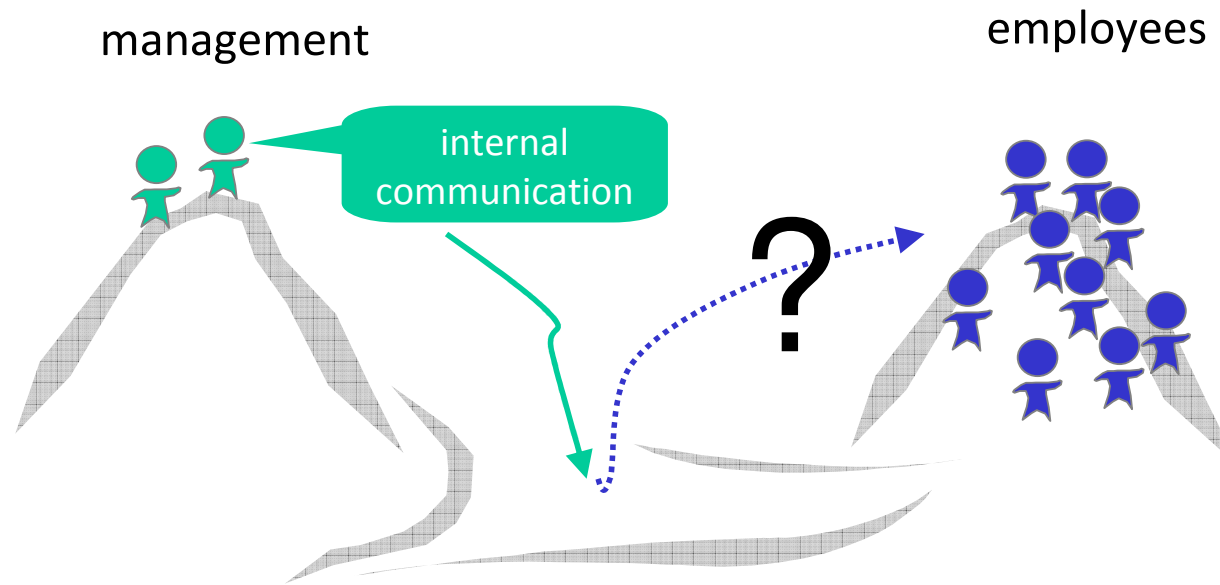 management
employees
internal
communication
?